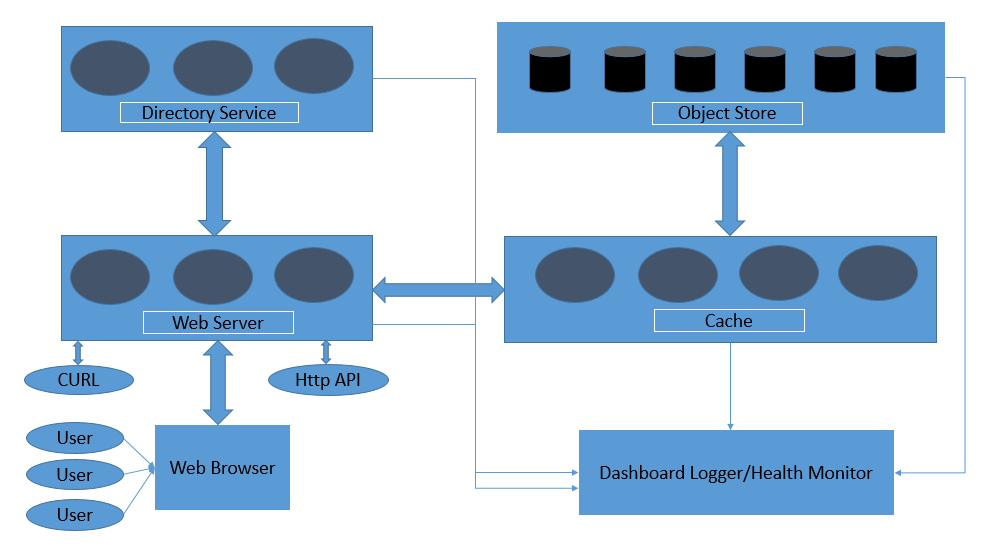 Directory Service
Object Store
Web Server
Cache
CURL
Http API
User
User
User
Web Browser
Dashboard Logger/Health Monitor